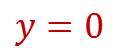 y = 0